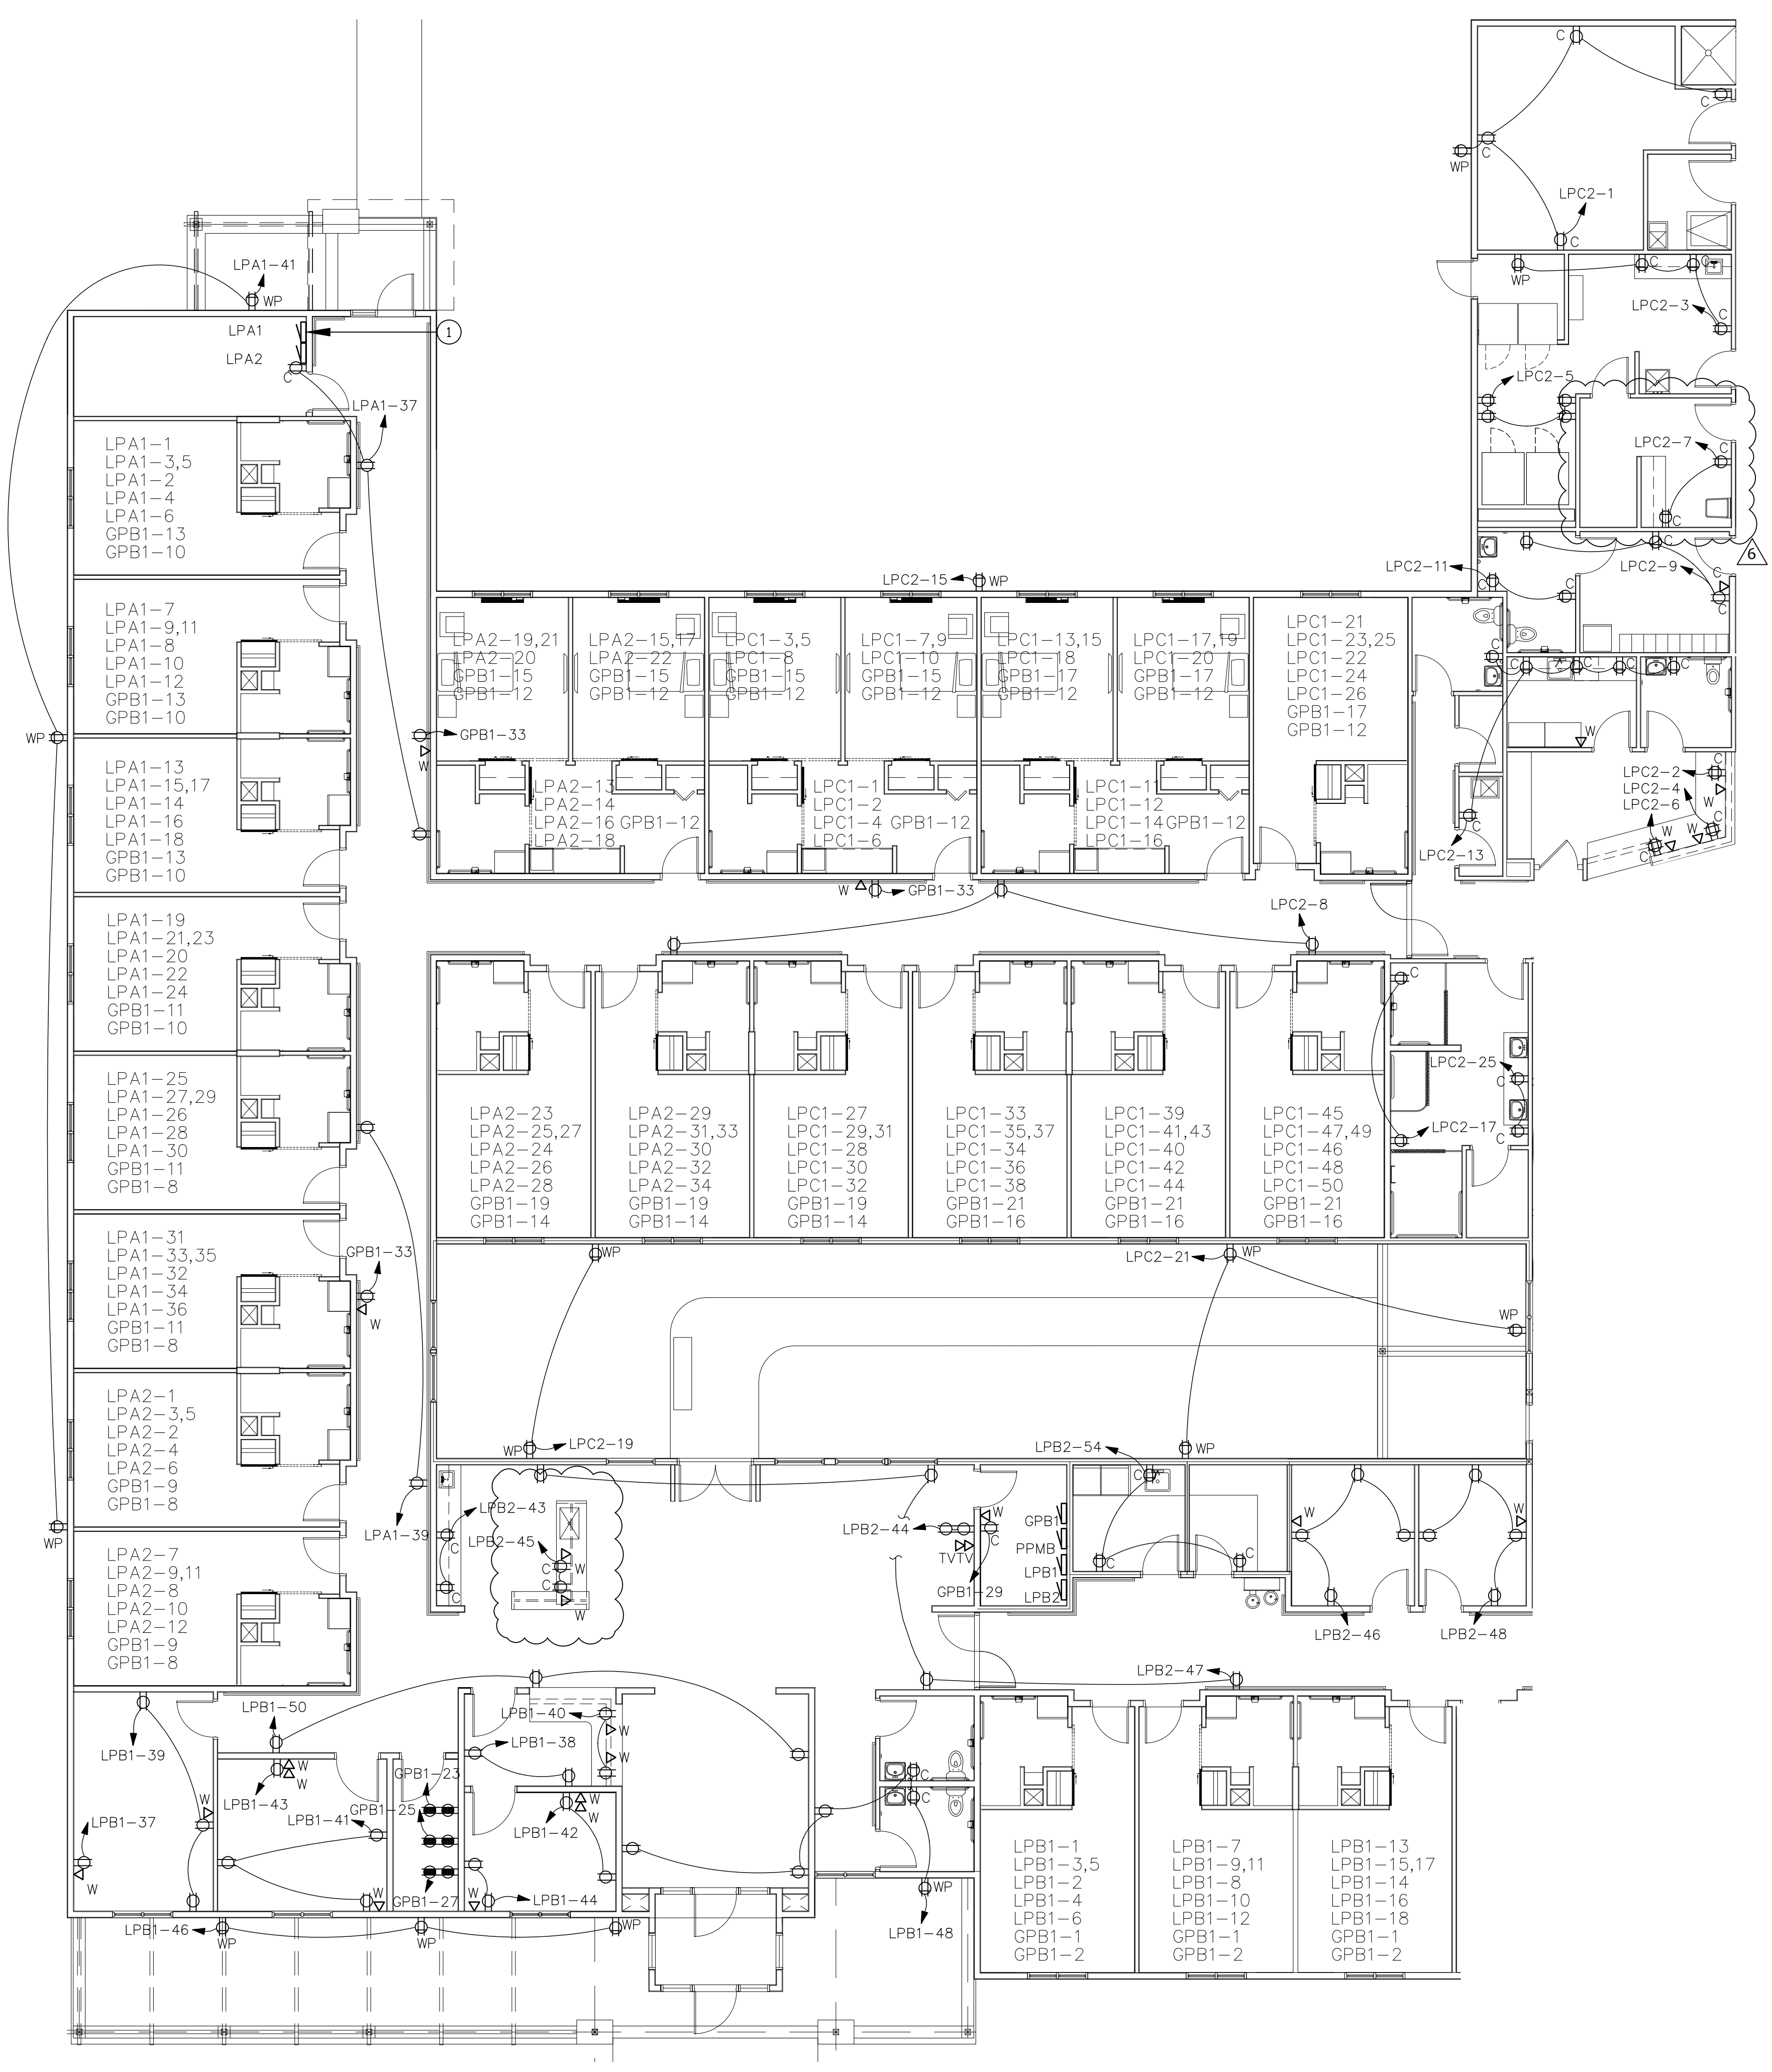 C
C
WP
C
LPC2-1
C
LPA1-41
WP
WP
C
LPC2-3
C
LPA1
1
LPA2
C
LPC2-5
LPA1-37
LPA1-1
LPA1-3,5
LPA1-2
LPA1-4
LPA1-6
GPB1-13
GPB1-10
LPC2-7
C
C
C
6
LPC2-15
WP
LPC2-11
C
C
LPC2-9
C
C
LPA1-7
LPA1-9,11
LPA1-8
LPA1-10
LPA1-12
GPB1-13
GPB1-10
LPA2-19,21
LPA2-20
GPB1-15
GPB1-12
LPA2-15,17
LPA2-22
GPB1-15
GPB1-12
LPC1-3,5
LPC1-8
GPB1-15
GPB1-12
LPC1-7,9
LPC1-10
GPB1-15
GPB1-12
LPC1-13,15
LPC1-18
GPB1-17
GPB1-12
LPC1-17,19
LPC1-20
GPB1-17
GPB1-12
LPC1-21
LPC1-23,25
LPC1-22
LPC1-24
LPC1-26
GPB1-17
GPB1-12
C
C
C
C
C
WP
GPB1-33
W
W
LPA1-13
LPA1-15,17
LPA1-14
LPA1-16
LPA1-18
GPB1-13
GPB1-10
LPA2-13
LPA2-14
LPA2-16
LPA2-18
GPB1-12
LPC1-1
LPC1-2
LPC1-4
LPC1-6
GPB1-12
LPC1-11
LPC1-12
LPC1-14
LPC1-16
GPB1-12
LPC2-2
LPC2-4
LPC2-6
C
W
W
W
C
C
C
LPC2-13
W
GPB1-33
LPC2-8
LPA1-19
LPA1-21,23
LPA1-20
LPA1-22
LPA1-24
GPB1-11
GPB1-10
C
LPC2-25
C
LPC2-17
C
LPA1-25
LPA1-27,29
LPA1-26
LPA1-28
LPA1-30
GPB1-11
GPB1-8
LPA2-23
LPA2-25,27
LPA2-24
LPA2-26
LPA2-28
GPB1-19
GPB1-14
LPA2-29
LPA2-31,33
LPA2-30
LPA2-32
LPA2-34
GPB1-19
GPB1-14
LPC1-27
LPC1-29,31
LPC1-28
LPC1-30
LPC1-32
GPB1-19
GPB1-14
LPC1-33
LPC1-35,37
LPC1-34
LPC1-36
LPC1-38
GPB1-21
GPB1-16
LPC1-39
LPC1-41,43
LPC1-40
LPC1-42
LPC1-44
GPB1-21
GPB1-16
LPC1-45
LPC1-47,49
LPC1-46
LPC1-48
LPC1-50
GPB1-21
GPB1-16
LPA1-31
LPA1-33,35
LPA1-32
LPA1-34
LPA1-36
GPB1-11
GPB1-8
GPB1-33
W
WP
LPC2-21
WP
WP
LPA2-1
LPA2-3,5
LPA2-2
LPA2-4
LPA2-6
GPB1-9
GPB1-8
WP
LPC2-19
LPB2-54
WP
C
WP
LPA1-39
LPB2-43
C
C
LPB2-45
C
W
C
W
LPB2-44
TVTV
W
C
GPB1-29
GPB1
PPMB
LPB1
LPB2
C
C
W
W
LPB2-46
LPB2-48
LPA2-7
LPA2-9,11
LPA2-8
LPA2-10
LPA2-12
GPB1-9
GPB1-8
LPB2-47
LPB1-39
LPB1-50
LPB1-40
W
W
LPB1-38
LPB1-43
W
W
GPB1-23
GPB1-25
GPB1-27
LPB1-41
W
LPB1-37
W
W
LPB1-42
W
W
LPB1-44
W
C
C
WP
LPB1-48
LPB1-46
WP
WP
WP
LPB1-1
LPB1-3,5
LPB1-2
LPB1-4
LPB1-6
GPB1-1
GPB1-2
LPB1-7
LPB1-9,11
LPB1-8
LPB1-10
LPB1-12
GPB1-1
GPB1-2
LPB1-13
LPB1-15,17
LPB1-14
LPB1-16
LPB1-18
GPB1-1
GPB1-2